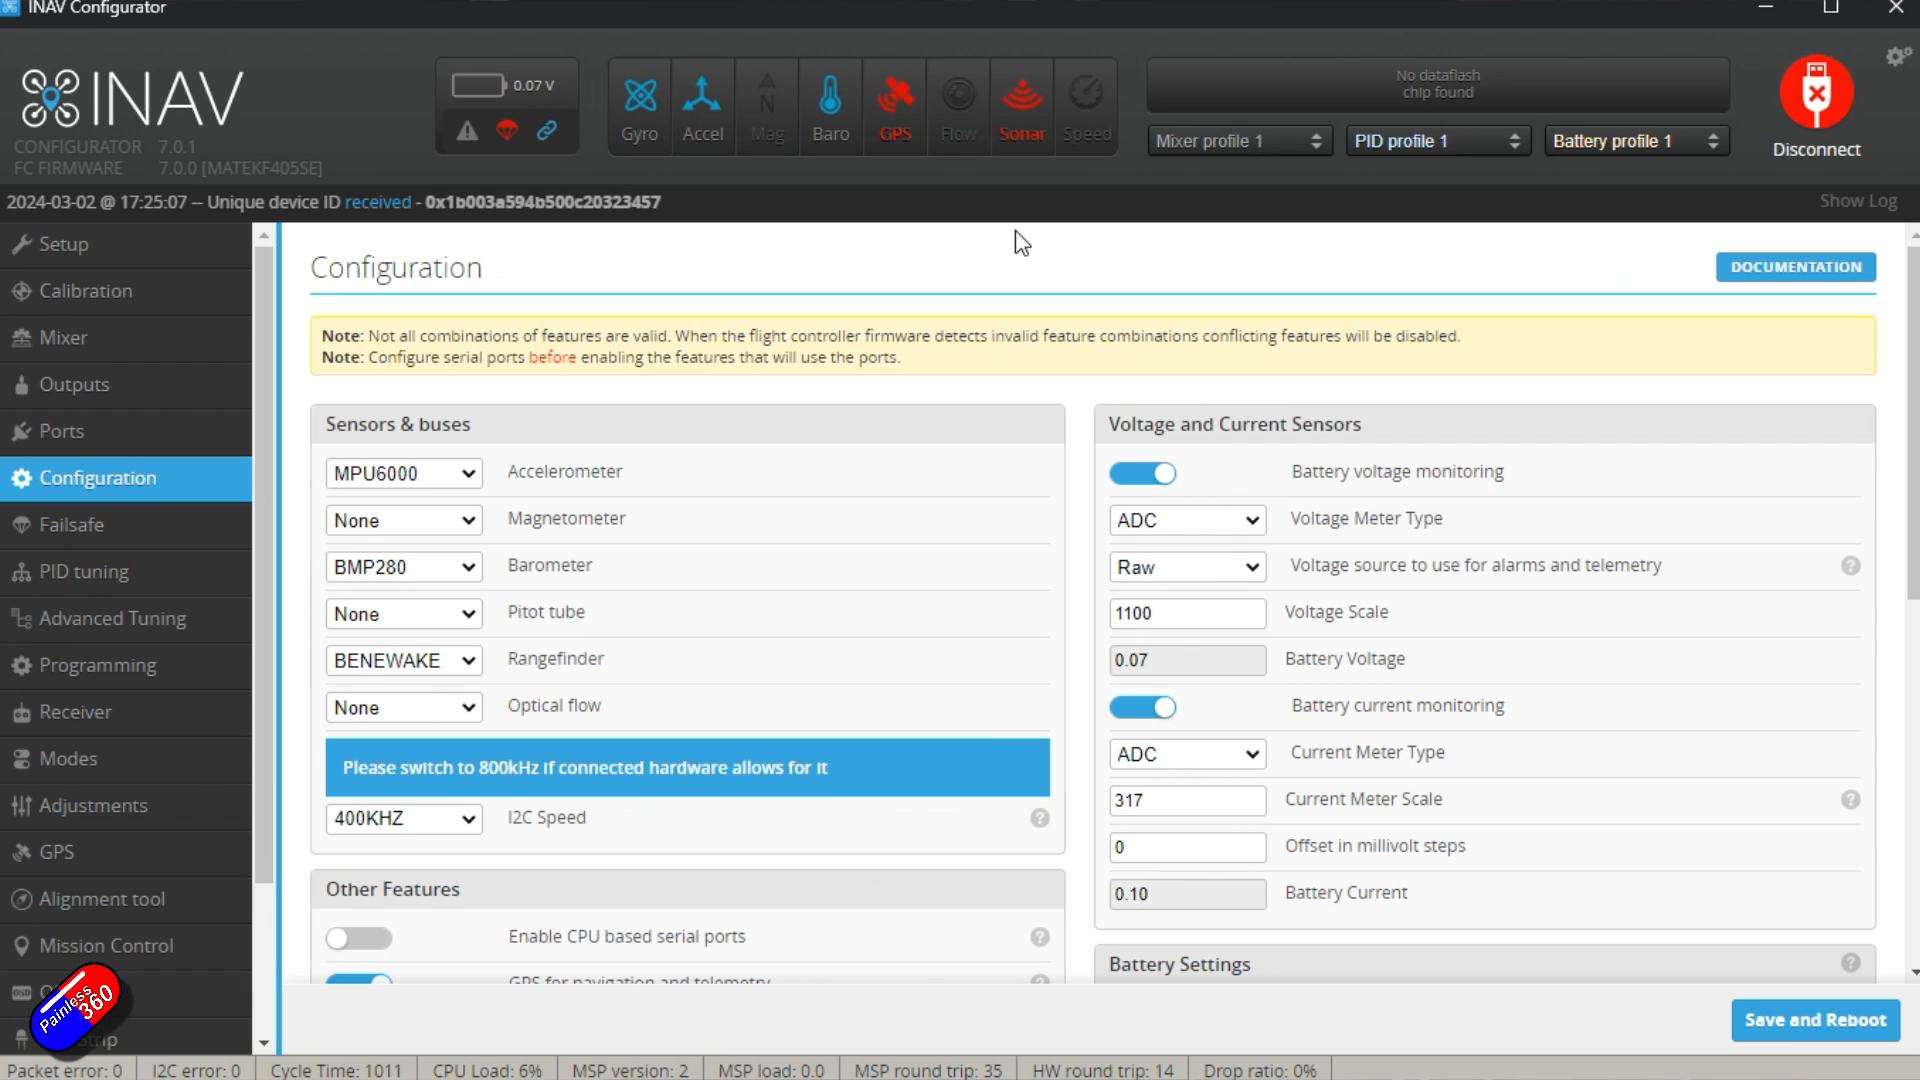 INAV Configurator
INAV
CONFIGURATOR 7.0.1
FC FIRMWARE 7.0.0 [MATEKF405SE]
0.07 V
Gyro
Accel
Mag
Baro
GPS
Flow
Sonar
Speed
No dataflash
chip found
Mixer profile 1
PID profile 1
Battery profile 1
Disconnect
2024-03-02 @ 17:25:07 -- Unique device ID received - 0x1b003a594b500c20323457
Show Log
Setup
Calibration
Mixer
Outputs
Ports
Configuration
Failsafe
PID tuning
Advanced Tuning
Programming
Receiver
Modes
Adjustments
GPS
Alignment tool
Mission Control
Painless
360
Configuration
DOCUMENTATION
Note: Not all combinations of features are valid. When the flight controller firmware detects invalid feature combinations conflicting features will be disabled.
Note: Configure serial ports before enabling the features that will use the ports.
Sensors & buses
MPU6000 Accelerometer
None Magnetometer
BMP280 Barometer
None Pitot tube
BENEWAKE Rangefinder
None Optical flow
Please switch to 800kHz if connected hardware allows for it
400KHZ I2C Speed
Other Features
Enable CPU based serial ports
GPS for navigation and telemetry
Voltage and Current Sensors
Battery voltage monitoring
ADC Voltage Meter Type
Raw Voltage source to use for alarms and telemetry
1100 Voltage Scale
0.07 Battery Voltage
Battery current monitoring
ADC Current Meter Type
317 Current Meter Scale
0 Offset in millivolt steps
0.10 Battery Current
Battery Settings
Save and Reboot
Packet error: 0
I2C error: 0
Cycle Time: 1011
CPU Load: 6%
MSP version: 2
MSP load: 0.0
MSP round trip: 35
HW round trip: 14
Drop ratio: 0%